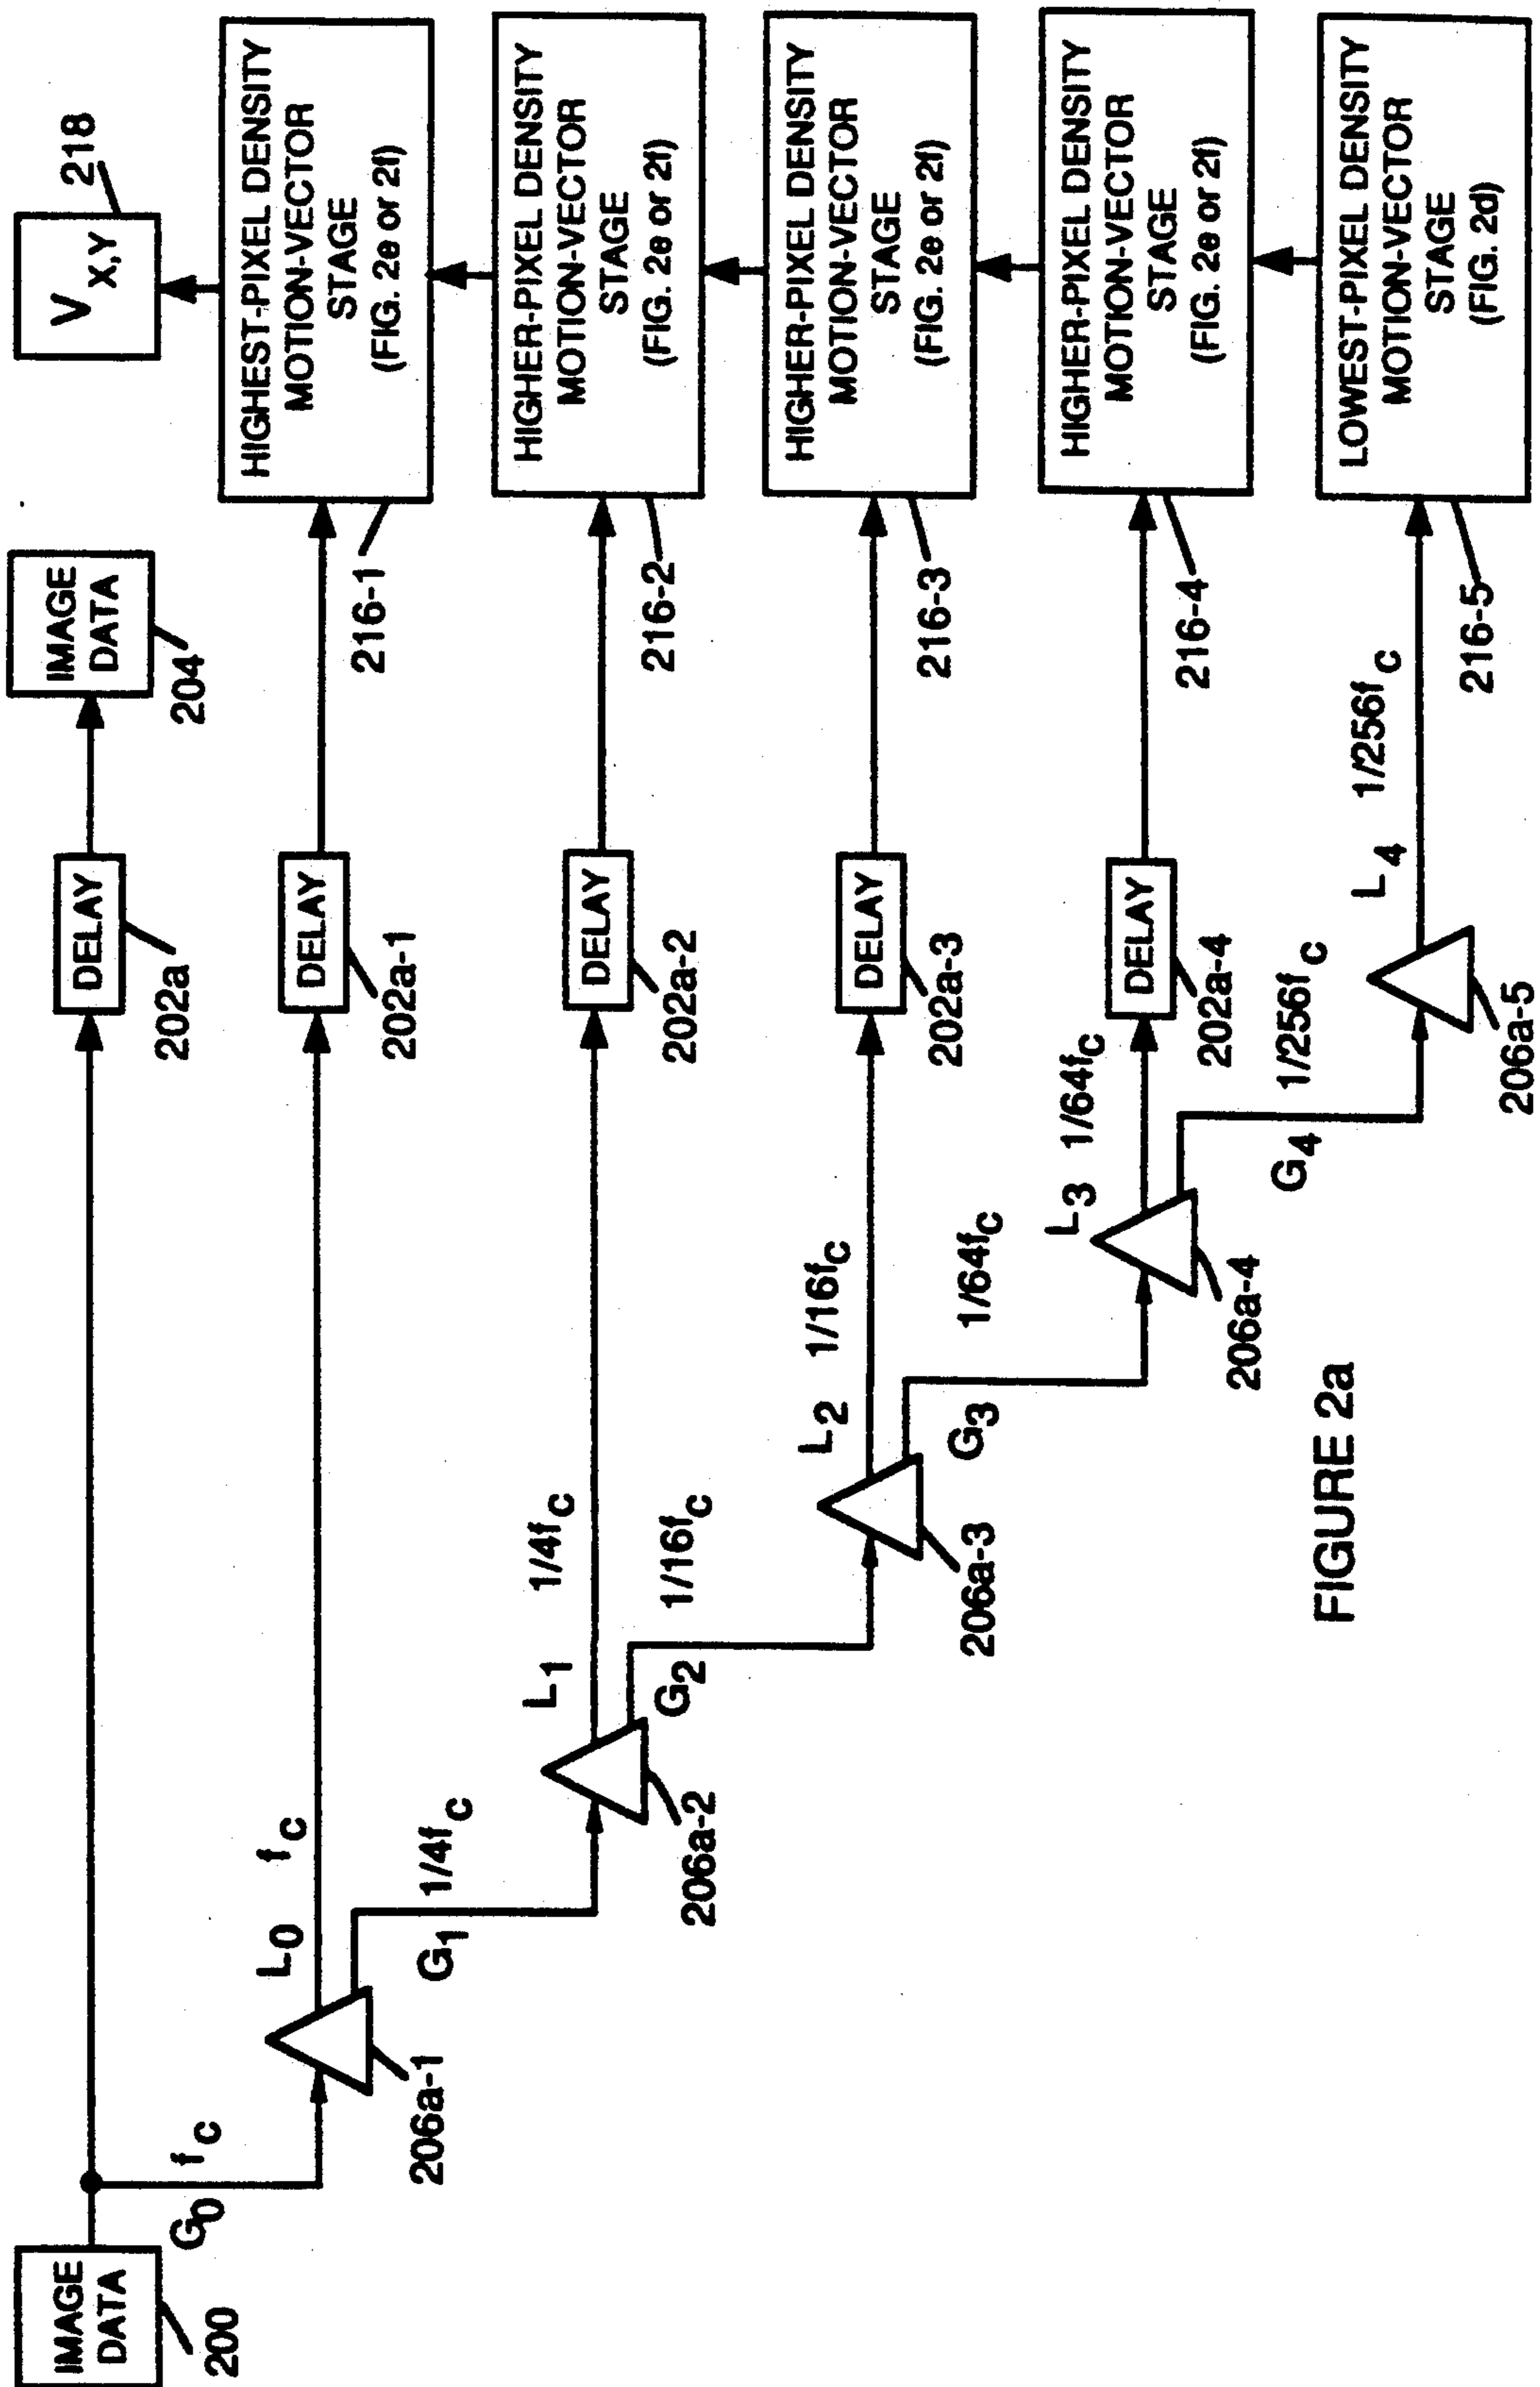 IMAGE
DATA
200
G0
fc
DELAY
202a
IMAGE
DATA
204
VX,Y
218
206a-1
L0
fc
DELAY
202a-1
216-1
HIGHEST-PIXEL DENSITY
MOTION-VECTOR
STAGE
(FIG. 2e or 2f)
G1
1/4fc
206a-2
L1
1/4fc
DELAY
202a-2
216-2
HIGHER-PIXEL DENSITY
MOTION-VECTOR
STAGE
(FIG. 2e or 2f)
G2
1/16fc
206a-3
L2
1/16fc
DELAY
202a-3
216-3
HIGHER-PIXEL DENSITY
MOTION-VECTOR
STAGE
(FIG. 2e or 2f)
G3
1/64fc
206a-4
L3
1/64fc
DELAY
202a-4
216-4
HIGHER-PIXEL DENSITY
MOTION-VECTOR
STAGE
(FIG. 2e or 2f)
G4
1/256fc
206a-5
L4
1/256fc
216-5
LOWEST-PIXEL DENSITY
MOTION-VECTOR
STAGE
(FIG. 2d)
FIGURE 2a